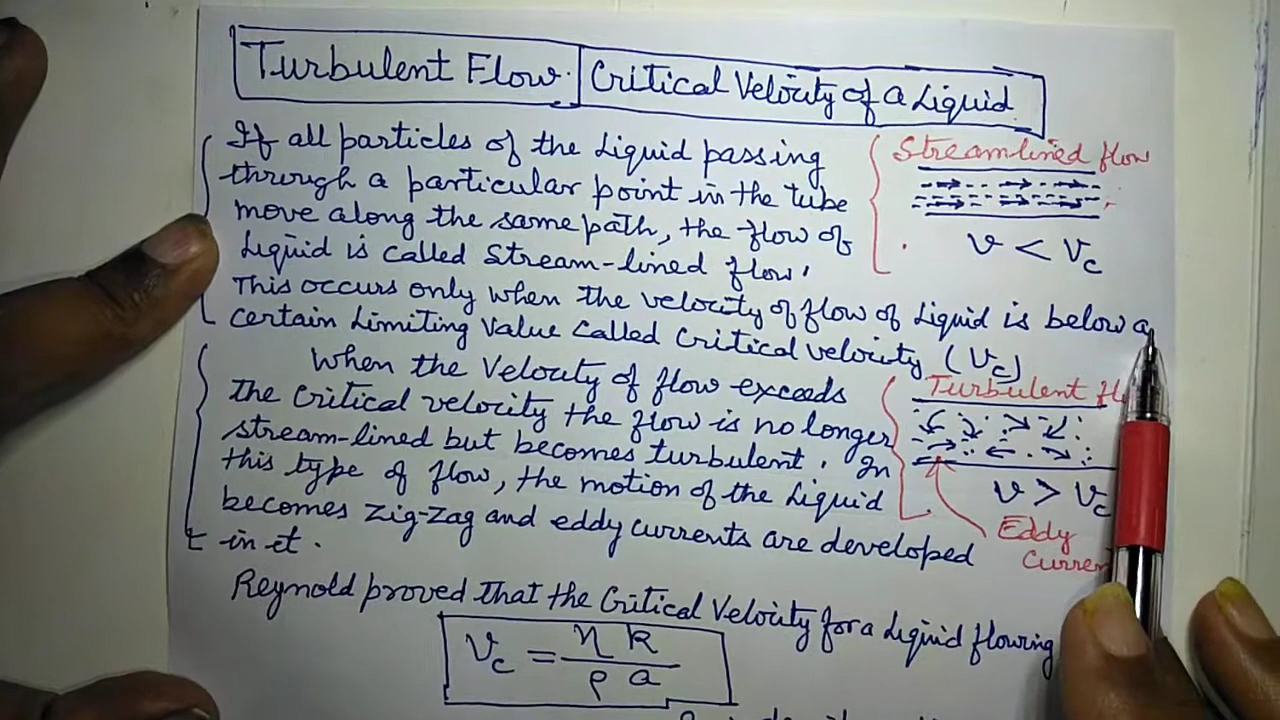 Turbulent Flow. Critical Velocity of a Liquid
If all particles of the Liquid passing
through a particular point in the tube
move along the same path, the flow of
Liquid is called Stream-lined flow.
This occurs only when the velocity of flow of Liquid is below a
certain Limiting Value called Critical velocity (Vc)
Streamlined flow
v < Vc
When the Velocity of flow exceeds
the Critical velocity the flow is no longer
stream-lined but becomes turbulent. In
this type of flow, the motion of the Liquid
becomes zig-zag and eddy currents are developed
in it.
Turbulent
v > Vc
Eddy
Reynold proved that the Critical Velocity for a Liquid flowing
Vc = η k / ρ a